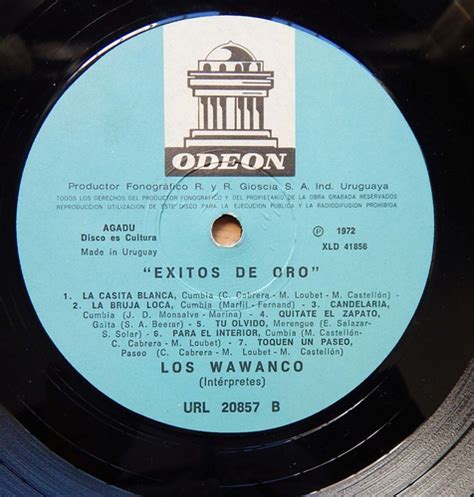 ODEON
Productor Fonográfico R. y R. Gioscia S. A. Ind. Uruguaya
TODOS LOS DERECHOS DEL PRODUCTOR FONOGRAFICO Y DEL PROPIETARIO DE LA OBRA GRABADA RESERVADOS
REPRODUCCION UTILIZACION DE ESTE DISCO PARA LA EJECUCION PUBLICA Y LA RADIODIFUSION PROHIBIDA.
AGADU
Disco es Cultura
Made in Uruguay
Ⓟ 1972
XLD 41856
"EXITOS DE ORO"
1. LA CASITA BLANCA, Cumbia (C. Cabrera-M. Loubet-M. Castellón)
2. LA BRUJA LOCA, Cumbia (Marfil-Fernand) - 3. CANDELARIA,
Cumbia (J. D. Monsalve-Marina) - 4. QUITATE EL ZAPATO,
Gaita (S. A. Beear) - 5. TU OLVIDO, Merengue (E. Salazar-
S. Soler) - 6. PARA EL INTERIOR, Cumbia (M. Castellón-
C. Cabrera-M. Loubet) - 7. TOQUEN UN PASEO,
Paseo (C. Cabrera-M. Loubet-M. Castellón)
LOS WAWANCO
(Intérpretes)
URL 20857 B